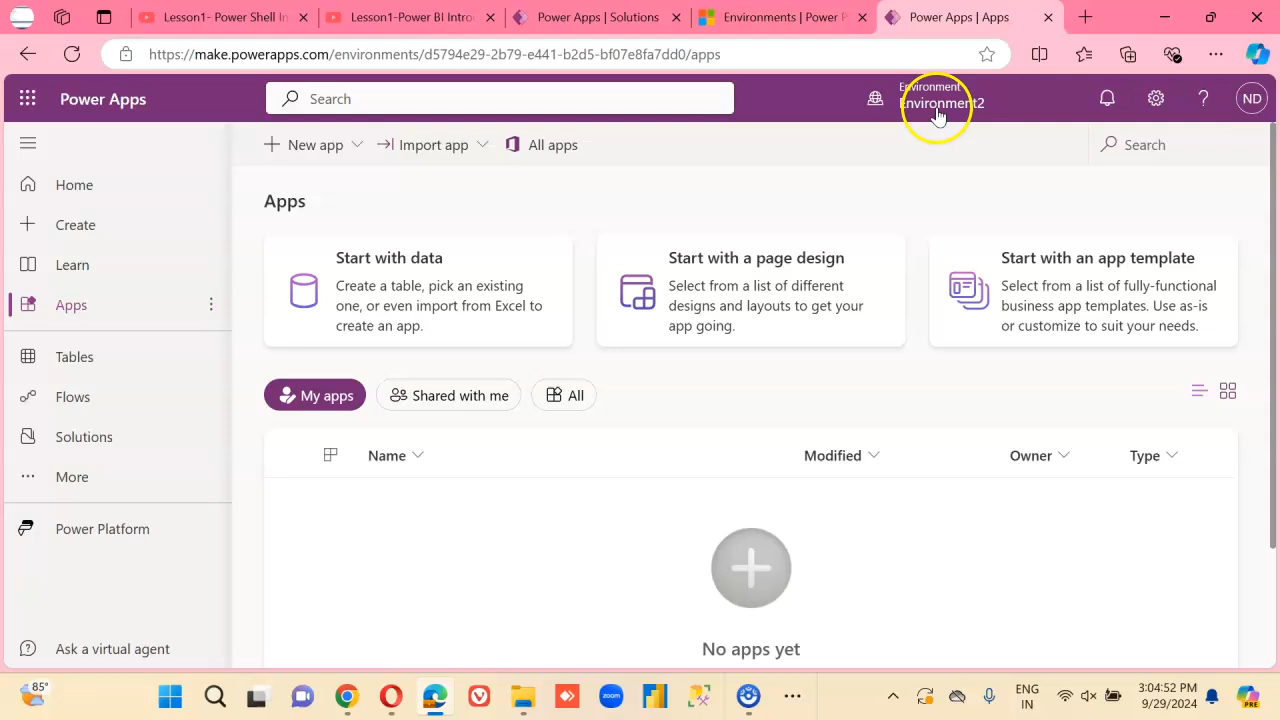 Lesson1- Power Shell In
Lesson1-Power BI Intro
Power Apps | Solutions
Environments | Power P
Power Apps | Apps
https://make.powerapps.com/environments/d5794e29-2b79-e441-b2d5-bf07e8fa7dd0/apps
Power Apps
Search
Environment
Environment2
ND
New app
Import app
All apps
Search
Home
Create
Learn
Apps
Tables
Flows
Solutions
More
Power Platform
Ask a virtual agent
Apps
Start with data
Create a table, pick an existing
one, or even import from Excel to
create an app.
Start with a page design
Select from a list of different
designs and layouts to get your
app going.
Start with an app template
Select from a list of fully-functional
business app templates. Use as-is
or customize to suit your needs.
My apps
Shared with me
All
Name
Modified
Owner
Type
No apps yet
85°
zoom
ENG
IN
3:04:52 PM
9/29/2024
PRE